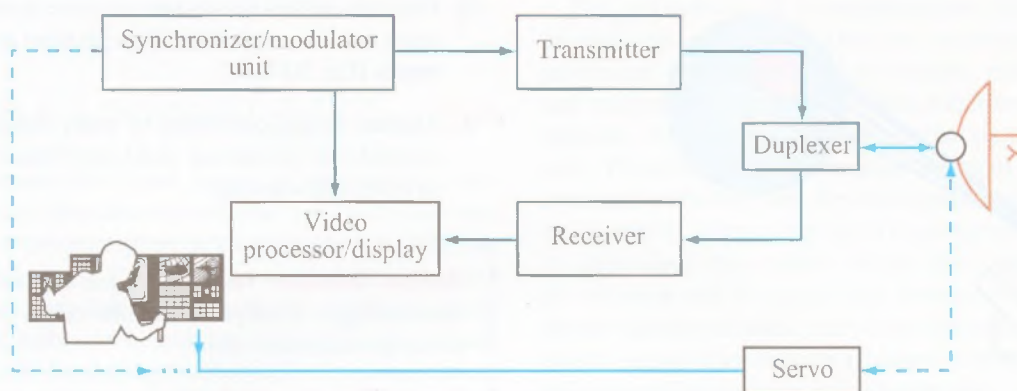 Synchronizer/modulator
unit
Transmitter
Duplexer
Video
processor/display
Receiver
Servo